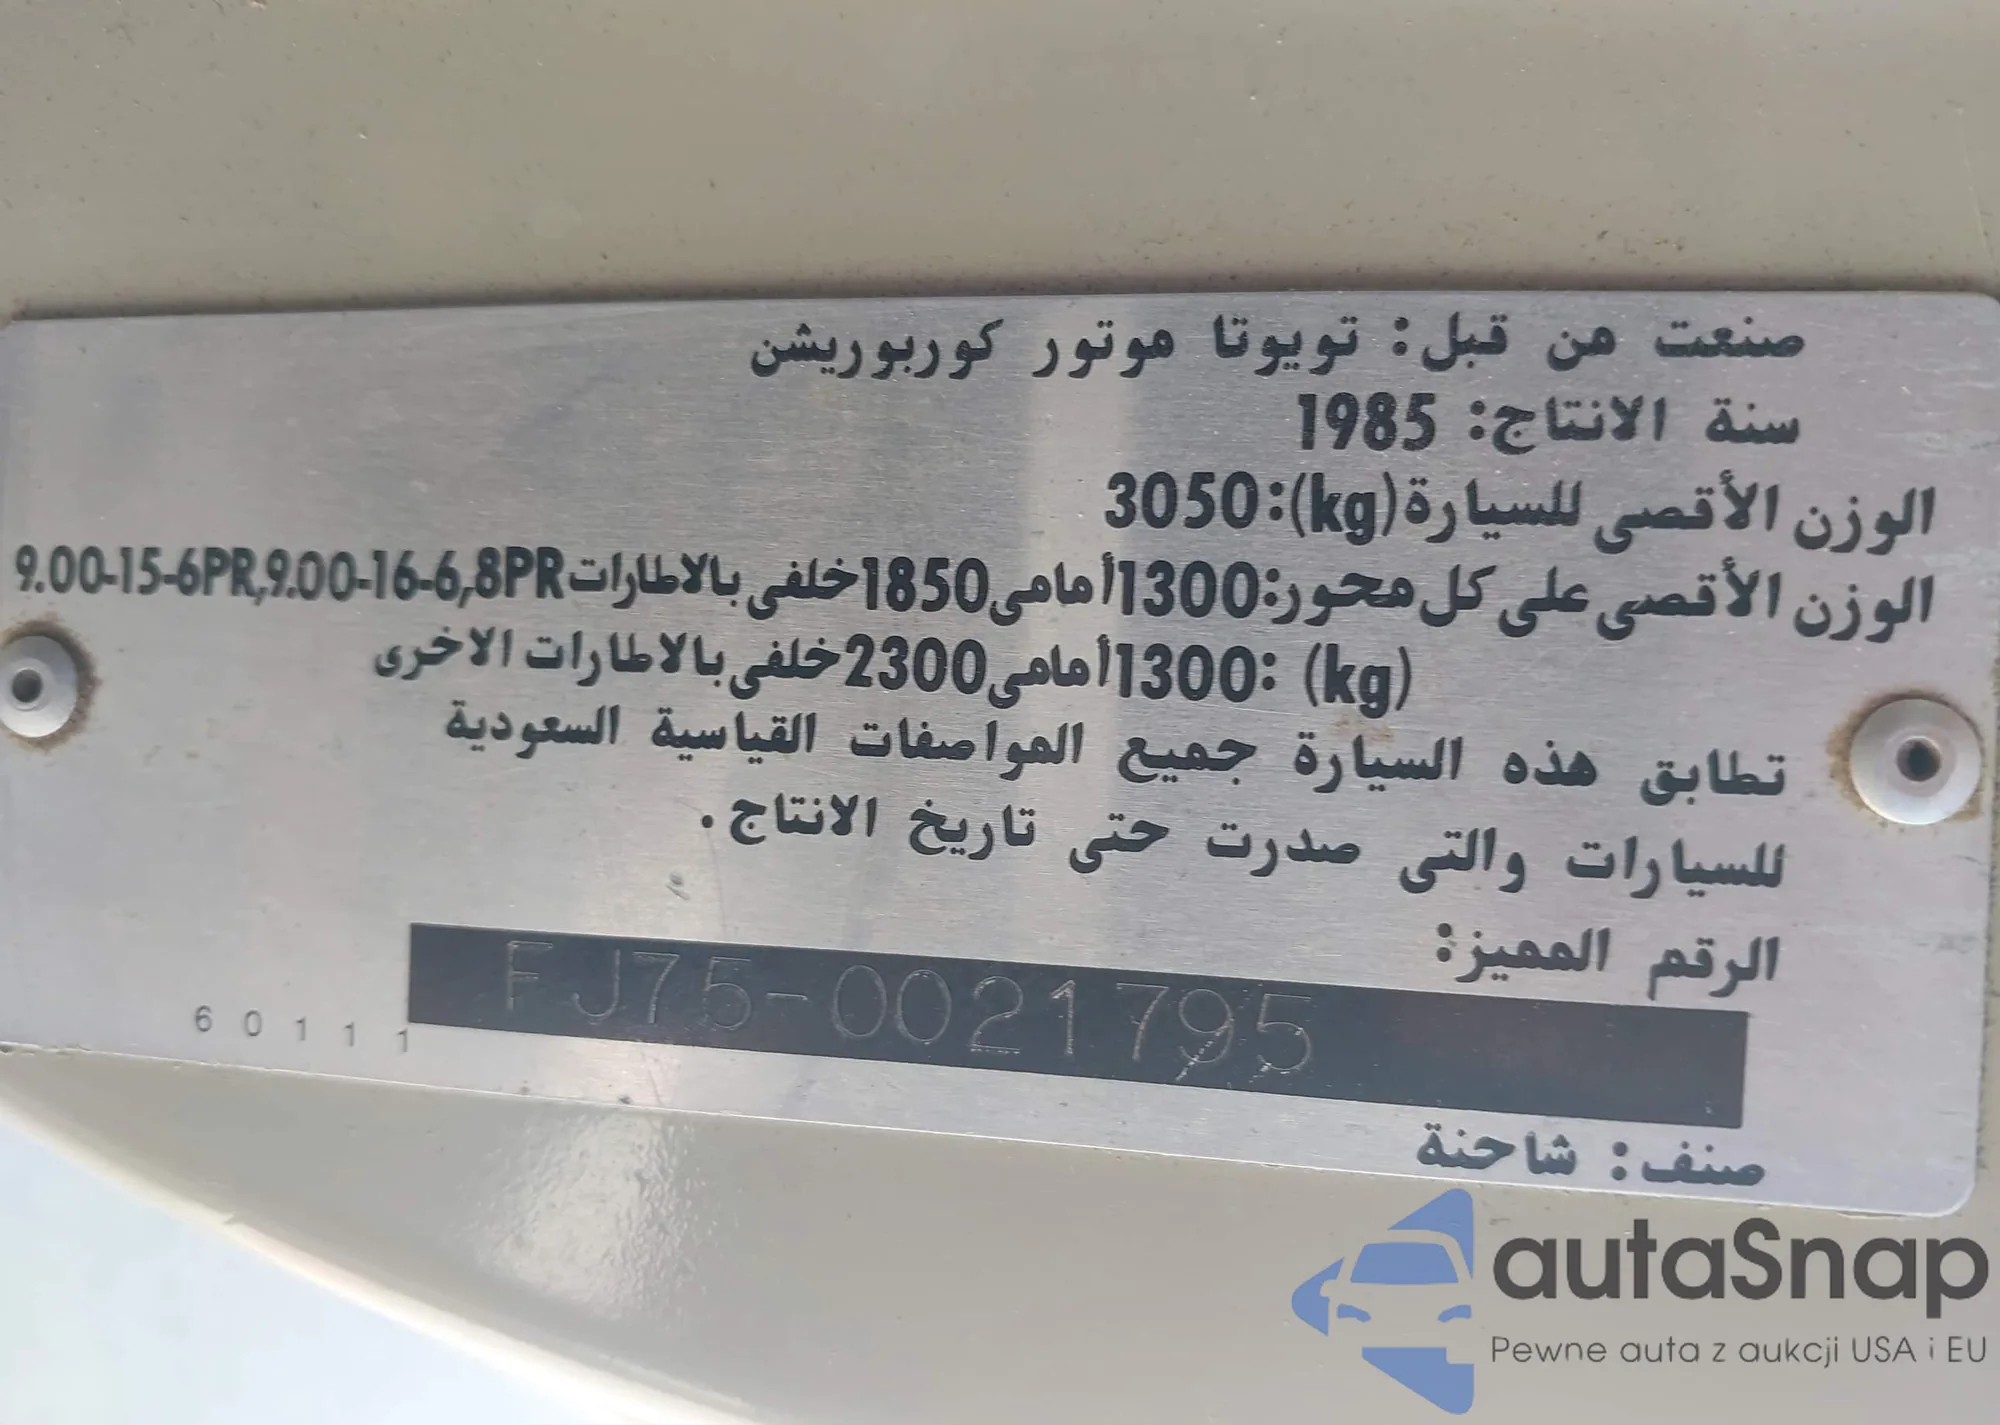 صنعت من قبل: تويوتا موتور كوربوريشن
سنة الانتاج: 1985
الوزن الأقصى للسيارة (kg): 3050
الوزن الأقصى على كل محور: 1300 أمامى 1850 خلفى بالاطارات 9.00-15-6PR,9.00-16-6,8PR
(kg) : 1300 أمامى 2300 خلفى بالاطارات الاخرى
تطابق هذه السيارة جميع المواصفات القياسية السعودية
للسيارات والتى صدرت حتى تاريخ الانتاج.
الرقم المميز:
FJ75-0021795
60111
صنف: شاحنة
autaSnap
Pewne auta z aukcji USA i EU